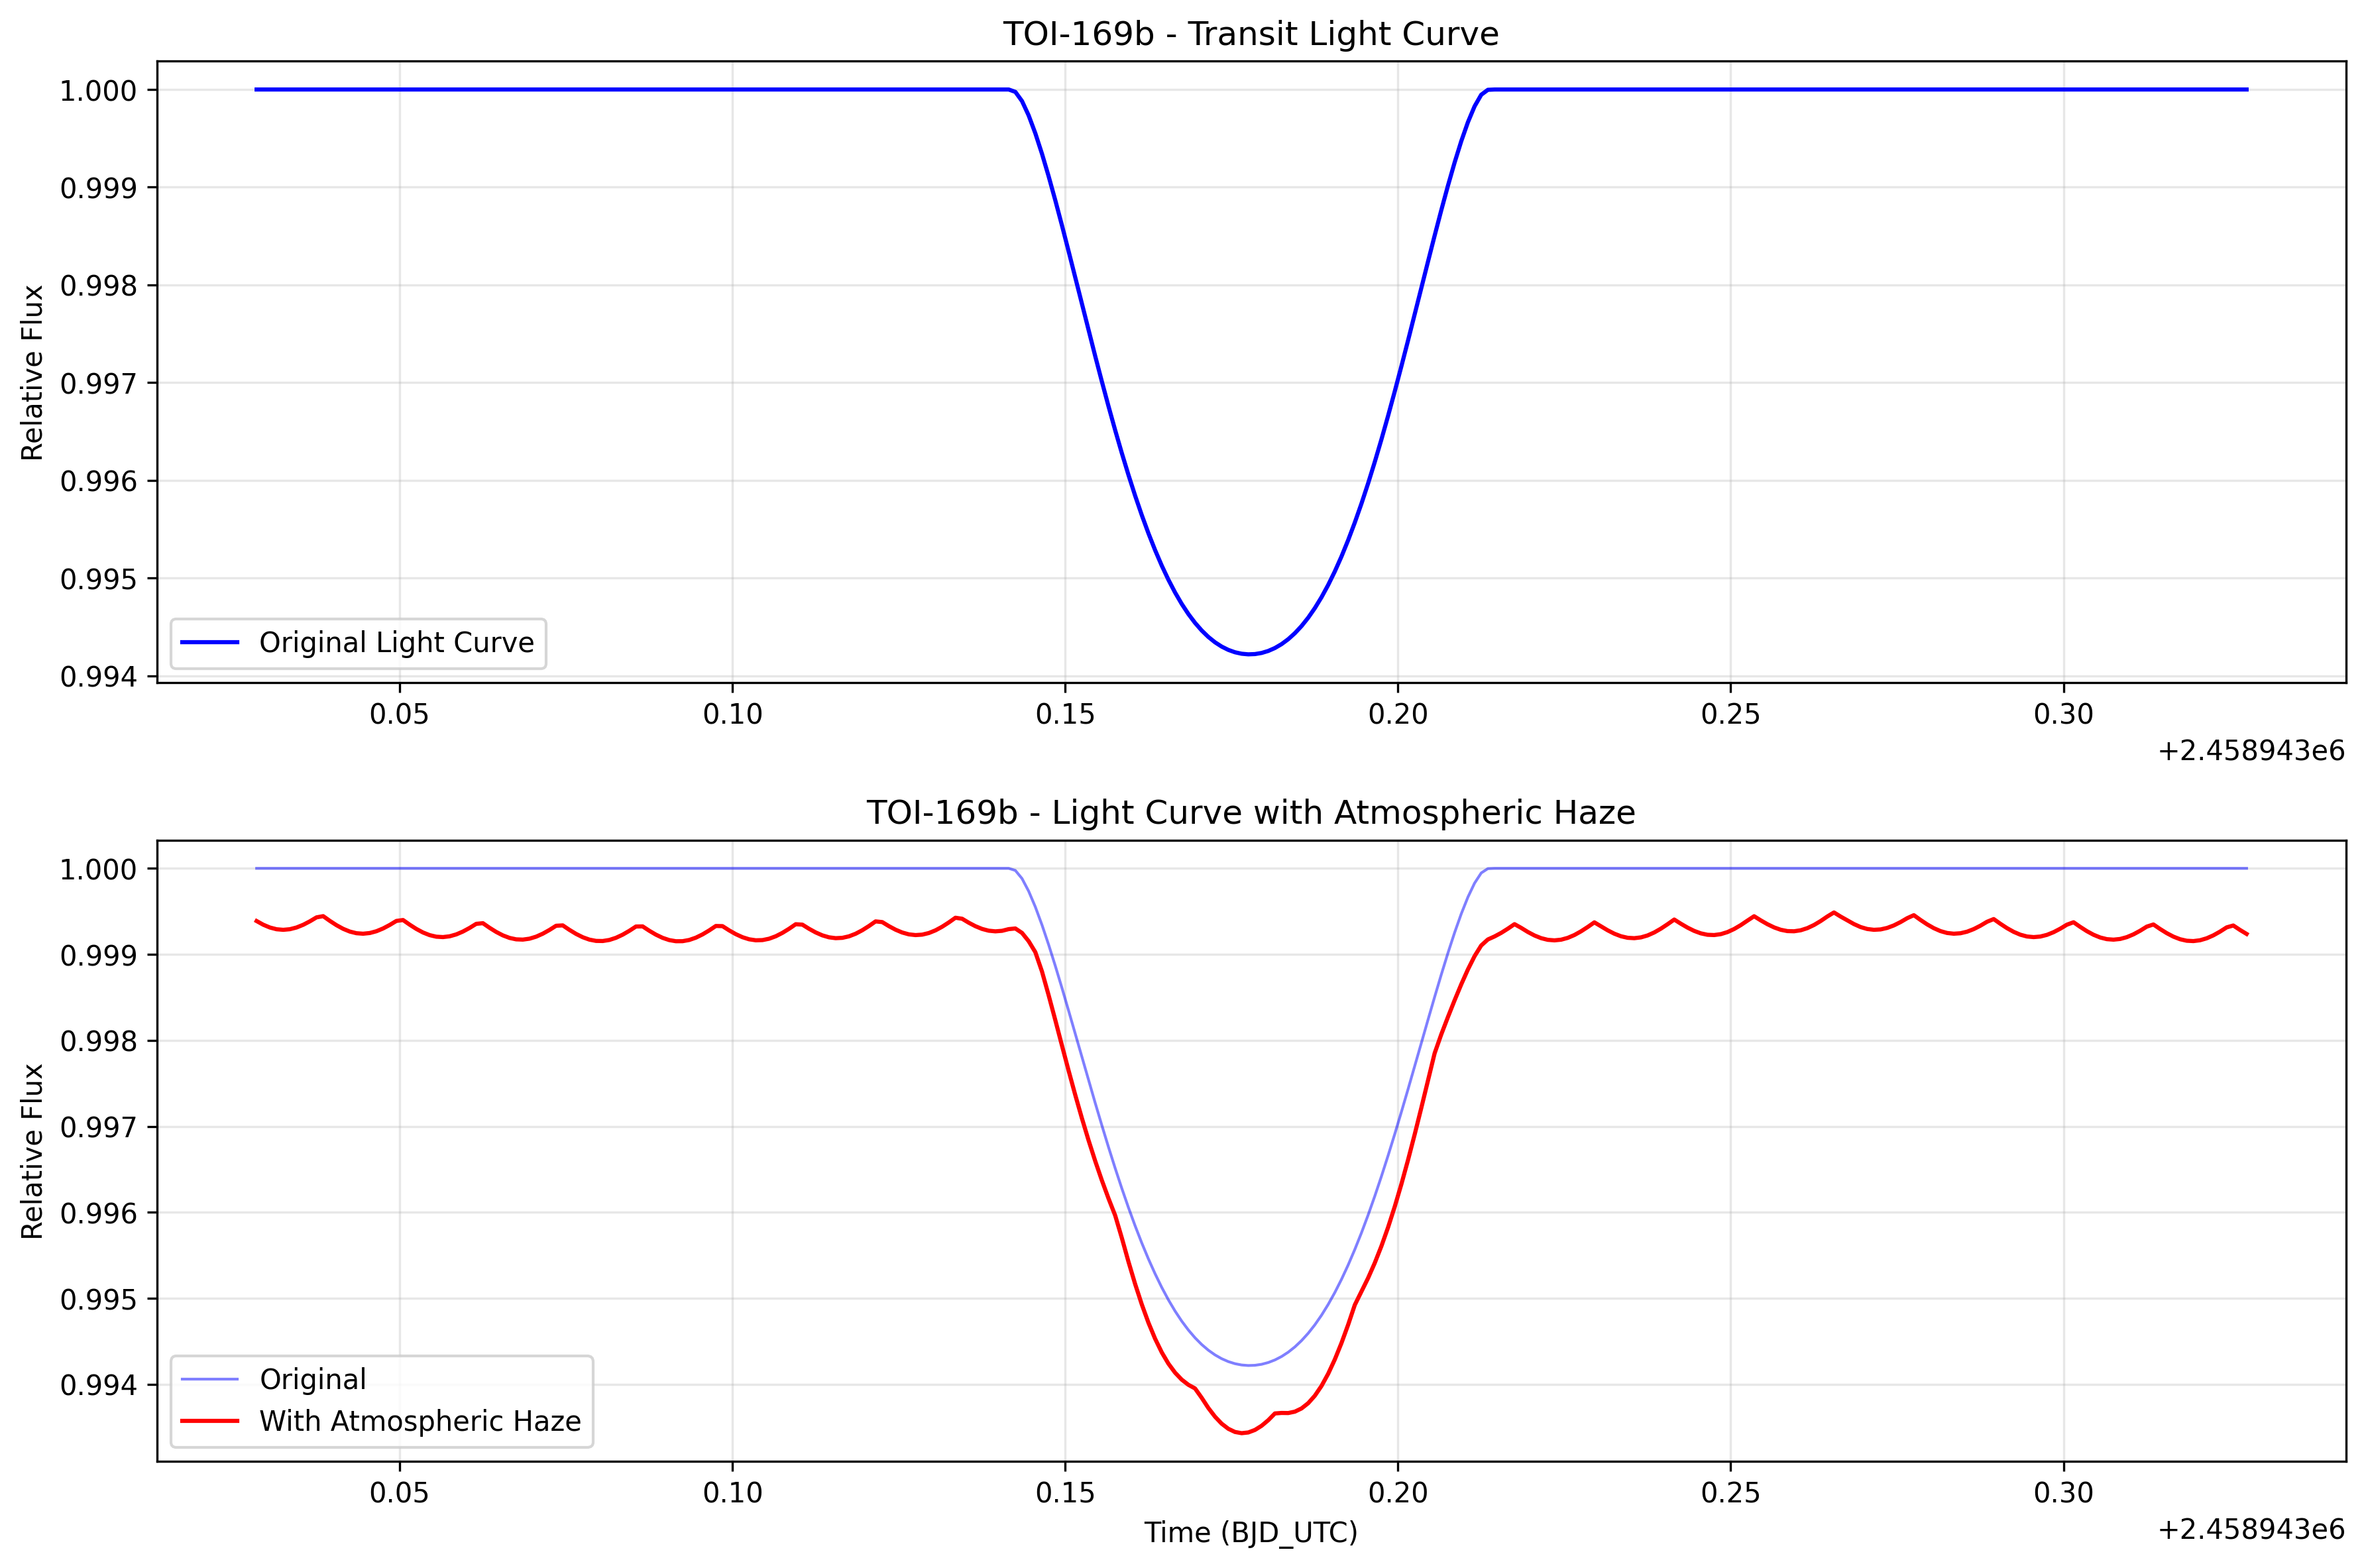 TOI-169b - Transit Light Curve
Relative Flux
1.000
0.999
0.998
0.997
0.996
0.995
0.994
Original Light Curve
0.05 0.10 0.15 0.20 0.25 0.30
+2.458943e6
TOI-169b - Light Curve with Atmospheric Haze
Relative Flux
1.000
0.999
0.998
0.997
0.996
0.995
0.994
Original
With Atmospheric Haze
0.05 0.10 0.15 0.20 0.25 0.30
Time (BJD_UTC)
+2.458943e6